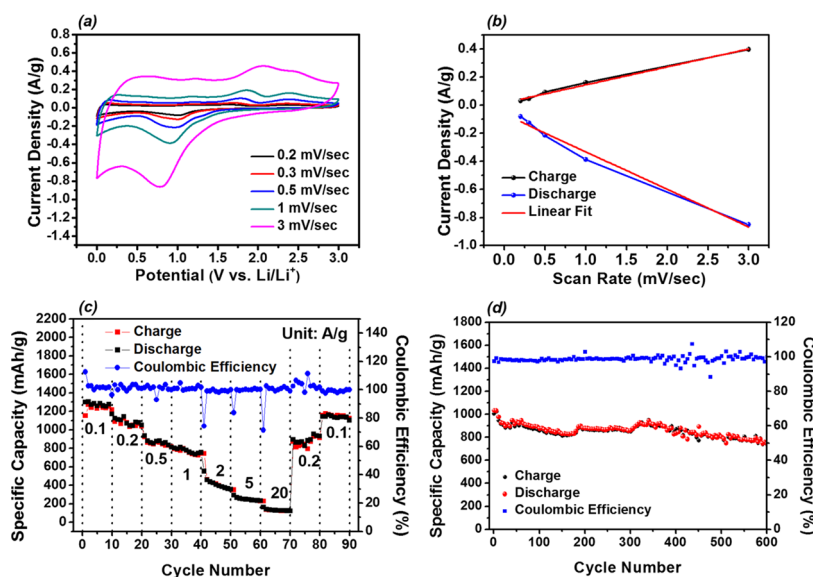 (a)
Current Density (A/g)
0.8
0.6
0.4
0.2
0.0
-0.2
-0.4
-0.6
-0.8
-1.0
-1.2
-1.4
0.2 mV/sec
0.3 mV/sec
0.5 mV/sec
1 mV/sec
3 mV/sec
0.0 0.5 1.0 1.5 2.0 2.5 3.0
Potential (V vs. Li/Li+)
(b)
Current Density (A/g)
0.4
0.2
0.0
-0.2
-0.4
-0.6
-0.8
-1.0
Charge
Discharge
Linear Fit
0.0 0.5 1.0 1.5 2.0 2.5 3.0
Scan Rate (mV/sec)
(c)
Specific Capacity (mAh/g)
2200
2000
1800
1600
1400
1200
1000
800
600
400
200
0
Charge
Discharge
Coulombic Efficiency
Unit: A/g
0.1
0.2
0.5
1
2
5
20
0.2
0.1
140
120
100
80
60
40
20
0
Coulombic Efficiency (%)
0 10 20 30 40 50 60 70 80 90
Cycle Number
(d)
Specific Capacity (mAh/g)
1800
1600
1400
1200
1000
800
600
400
200
0
Charge
Discharge
Coulombic Efficiency
120
100
80
60
40
20
0
Coulombic Efficiency (%)
0 100 200 300 400 500 600
Cycle Number